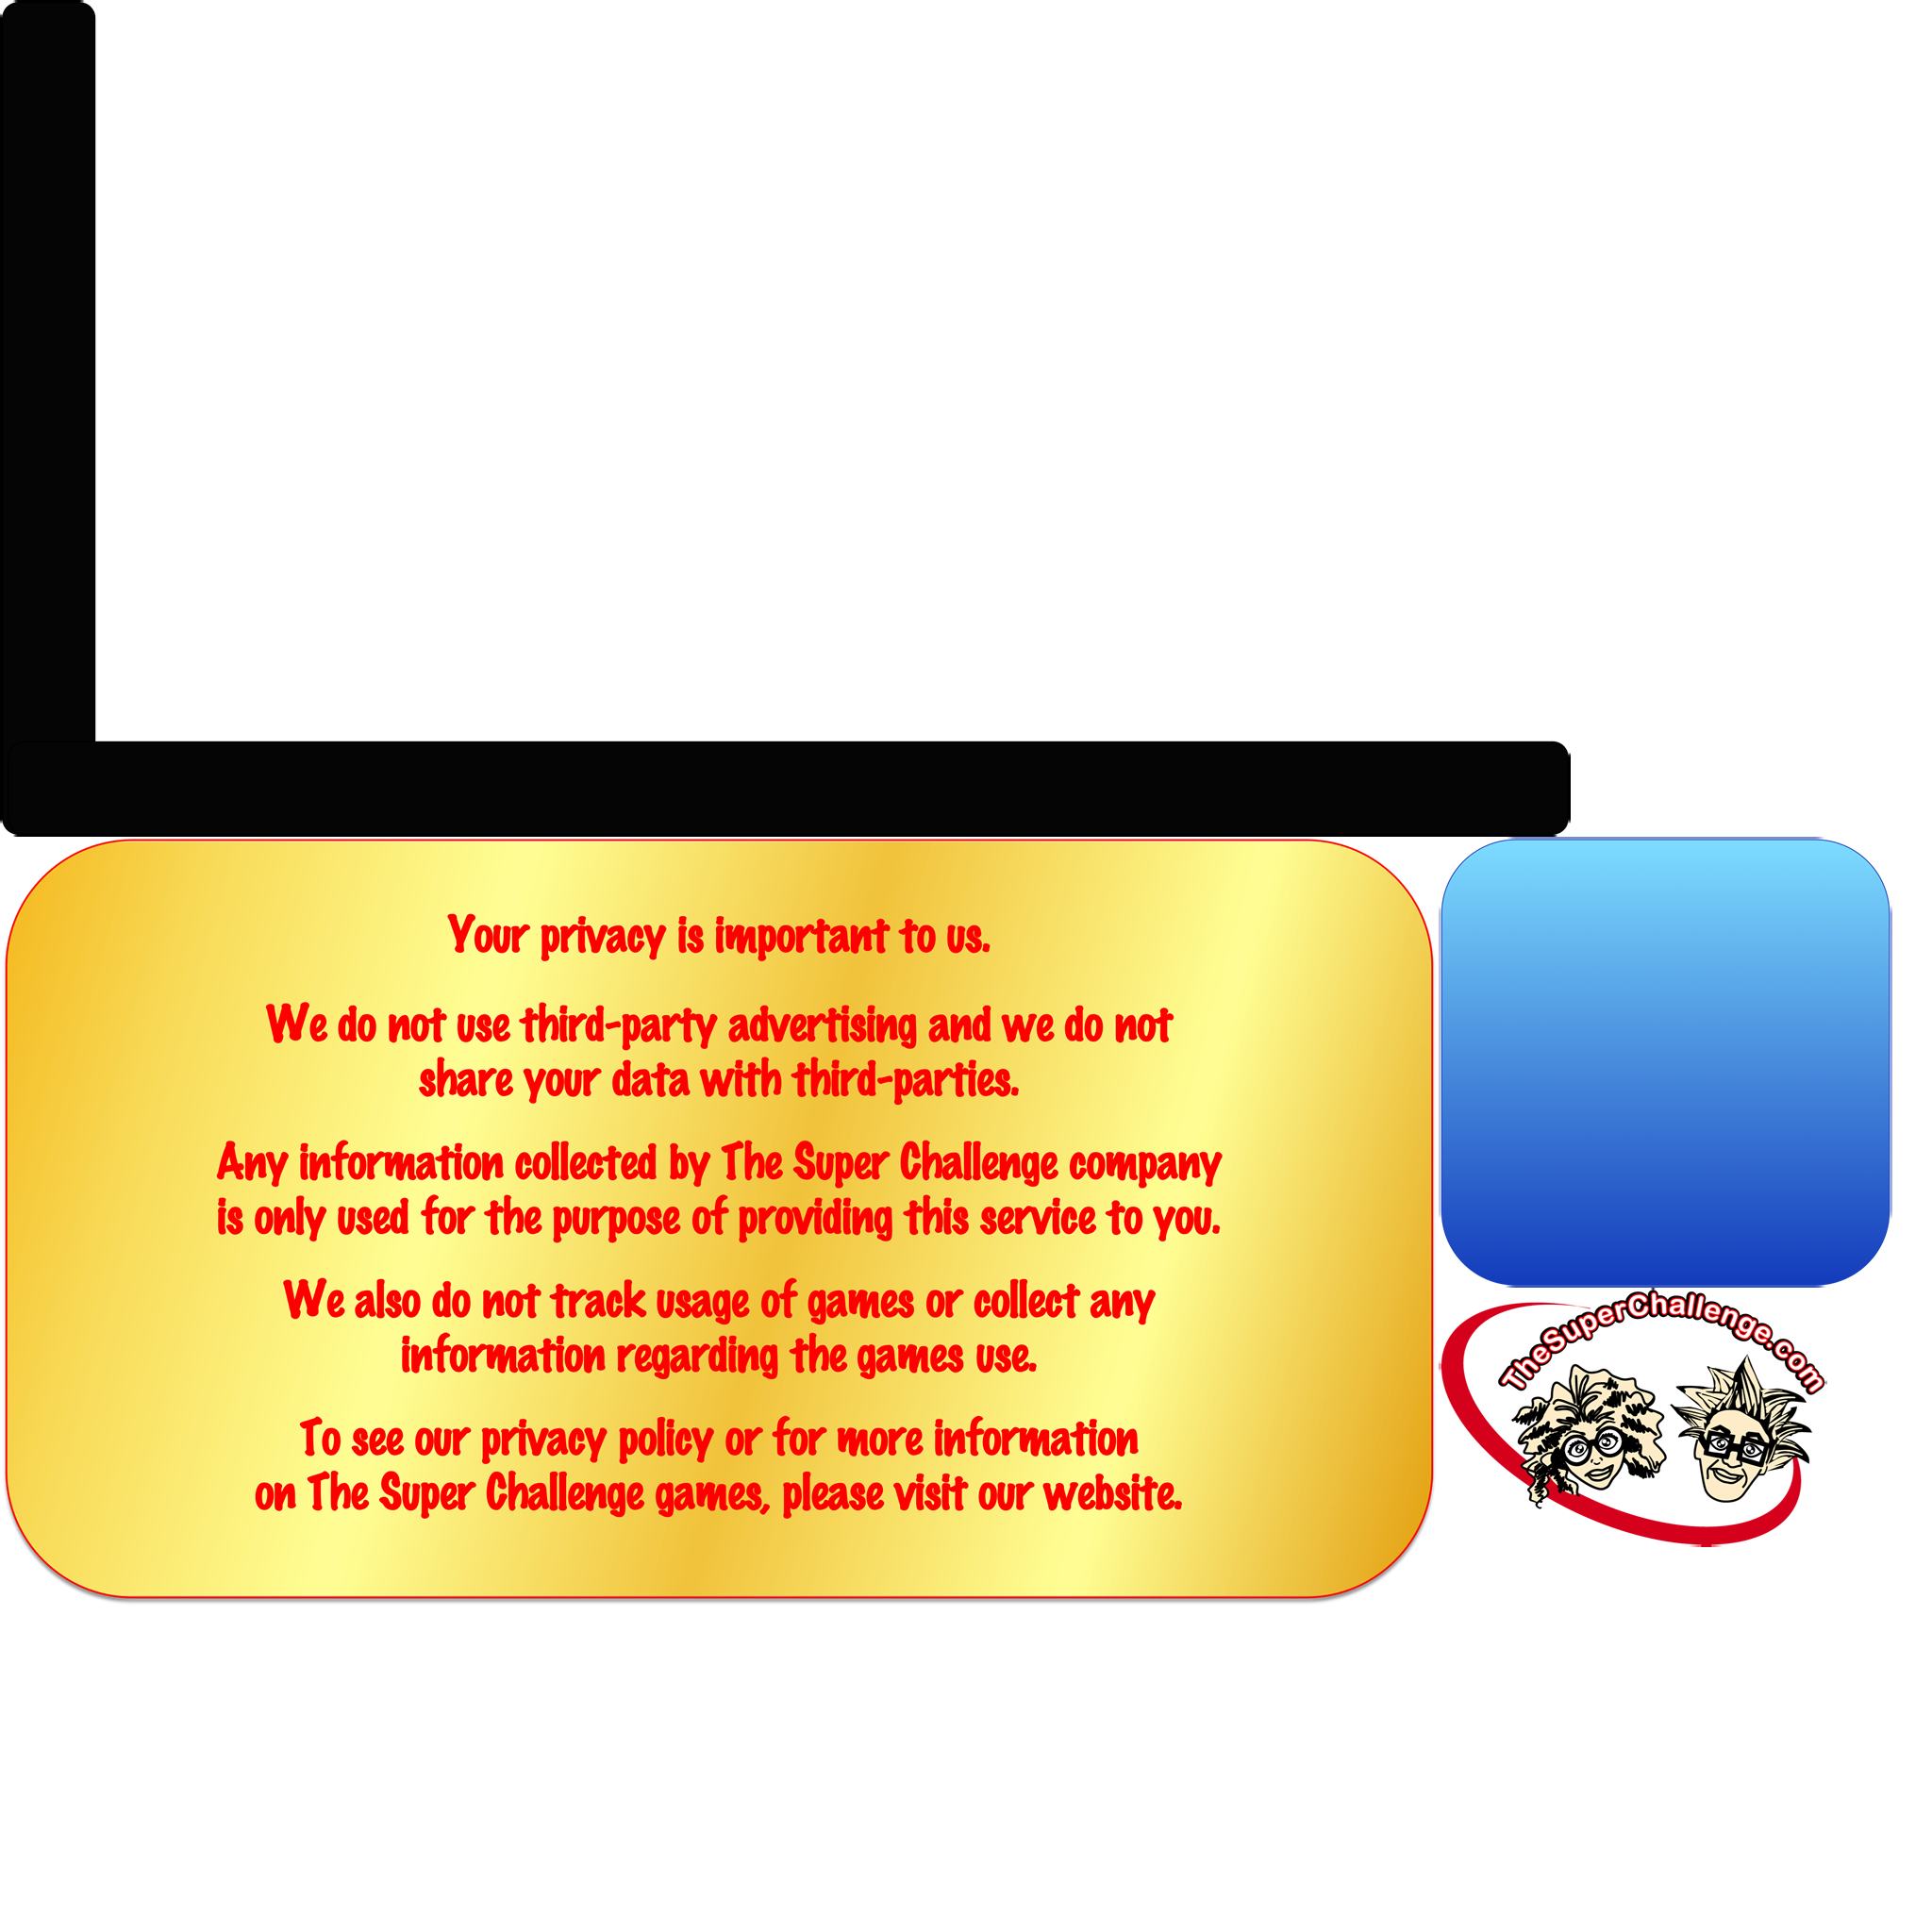 Your privacy is important to us.
We do not use third-party advertising and we do not
share your data with third-parties.
Any information collected by The Super Challenge company
is only used for the purpose of providing this service to you.
We also do not track usage of games or collect any
information regarding the games use.
To see our privacy policy or for more information
on The Super Challenge games, please visit our website.
TheSuperChallenge.com